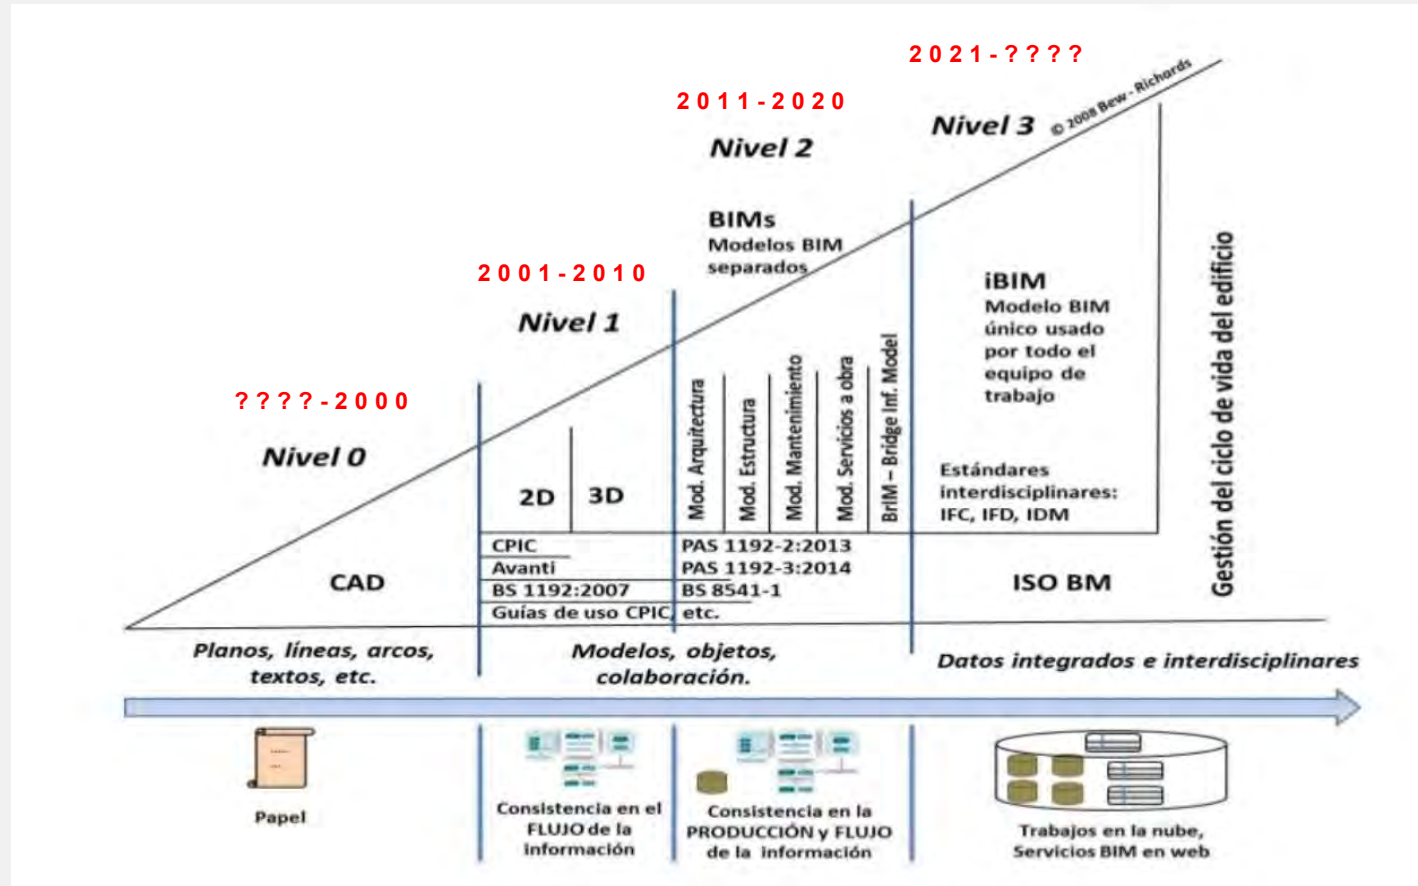 2021-????
© 2008 Bew - Richards
Nivel 3
2011-2020
Nivel 2
BIMs
Modelos BIM
separados
2001-2010
Nivel 1
????-2000
Nivel 0
2D
3D
Mod. Arquitectura
Mod. Estructura
Mod. Mantenimiento
Mod. Servicios a obra
BrIM – Bridge Inf. Model
iBIM
Modelo BIM
único usado
por todo el
equipo de
trabajo
Estándares
interdisciplinares:
IFC, IFD, IDM
Gestión del ciclo de vida del edificio
CAD
CPIC
Avanti
BS 1192:2007
Guías de uso CPIC, etc.
PAS 1192-2:2013
PAS 1192-3:2014
BS 8541-1
ISO BM
Planos, líneas, arcos,
textos, etc.
Modelos, objetos,
colaboración.
Datos integrados e interdisciplinares
Papel
Consistencia en el
FLUJO de la
información
Consistencia en la
PRODUCCIÓN y FLUJO
de la información
Trabajos en la nube,
Servicios BIM en web